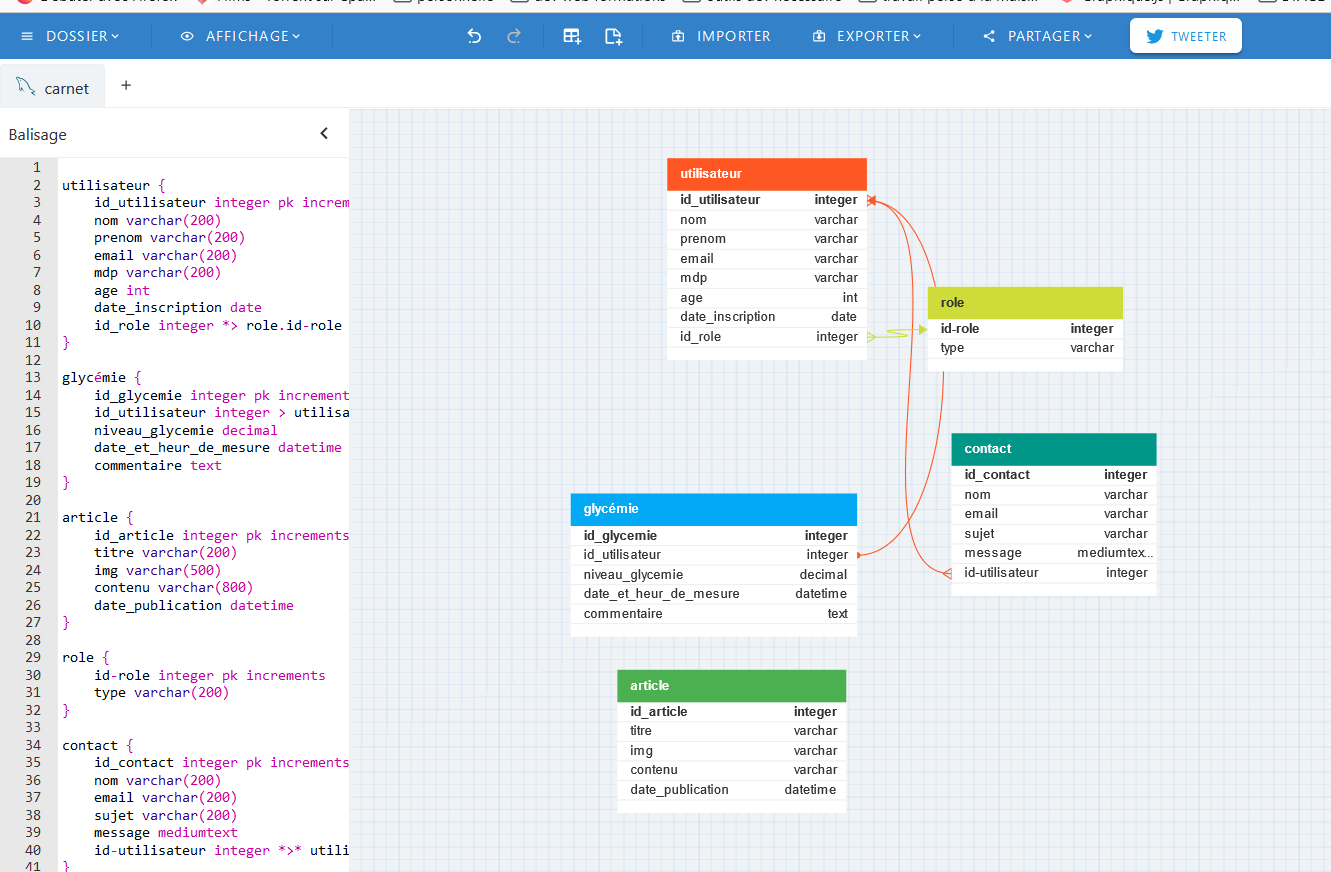 DOSSIER AFFICHAGE IMPORTER EXPORTER PARTAGER TWEETER
carnet +
Balisage
1
2 utilisateur {
3 id_utilisateur integer pk increm
4 nom varchar(200)
5 prenom varchar(200)
6 email varchar(200)
7 mdp varchar(200)
8 age int
9 date_inscription date
10 id_role integer *> role.id-role
11 }
12
13 glycémie {
14 id_glycemie integer pk increment
15 id_utilisateur integer > utilisa
16 niveau_glycemie decimal
17 date_et_heur_de_mesure datetime
18 commentaire text
19 }
20
21 article {
22 id_article integer pk increments
23 titre varchar(200)
24 img varchar(500)
25 contenu varchar(800)
26 date_publication datetime
27 }
28
29 role {
30 id-role integer pk increments
31 type varchar(200)
32 }
33
34 contact {
35 id_contact integer pk increments
36 nom varchar(200)
37 email varchar(200)
38 sujet varchar(200)
39 message mediumtext
40 id-utilisateur integer *>* utili
41 }
utilisateur
id_utilisateur integer
nom varchar
prenom varchar
email varchar
mdp varchar
age int
date_inscription date
id_role integer
role
id-role integer
type varchar
contact
id_contact integer
nom varchar
email varchar
sujet varchar
message mediumtex...
id-utilisateur integer
glycémie
id_glycemie integer
id_utilisateur integer
niveau_glycemie decimal
date_et_heur_de_mesure datetime
commentaire text
article
id_article integer
titre varchar
img varchar
contenu varchar
date_publication datetime